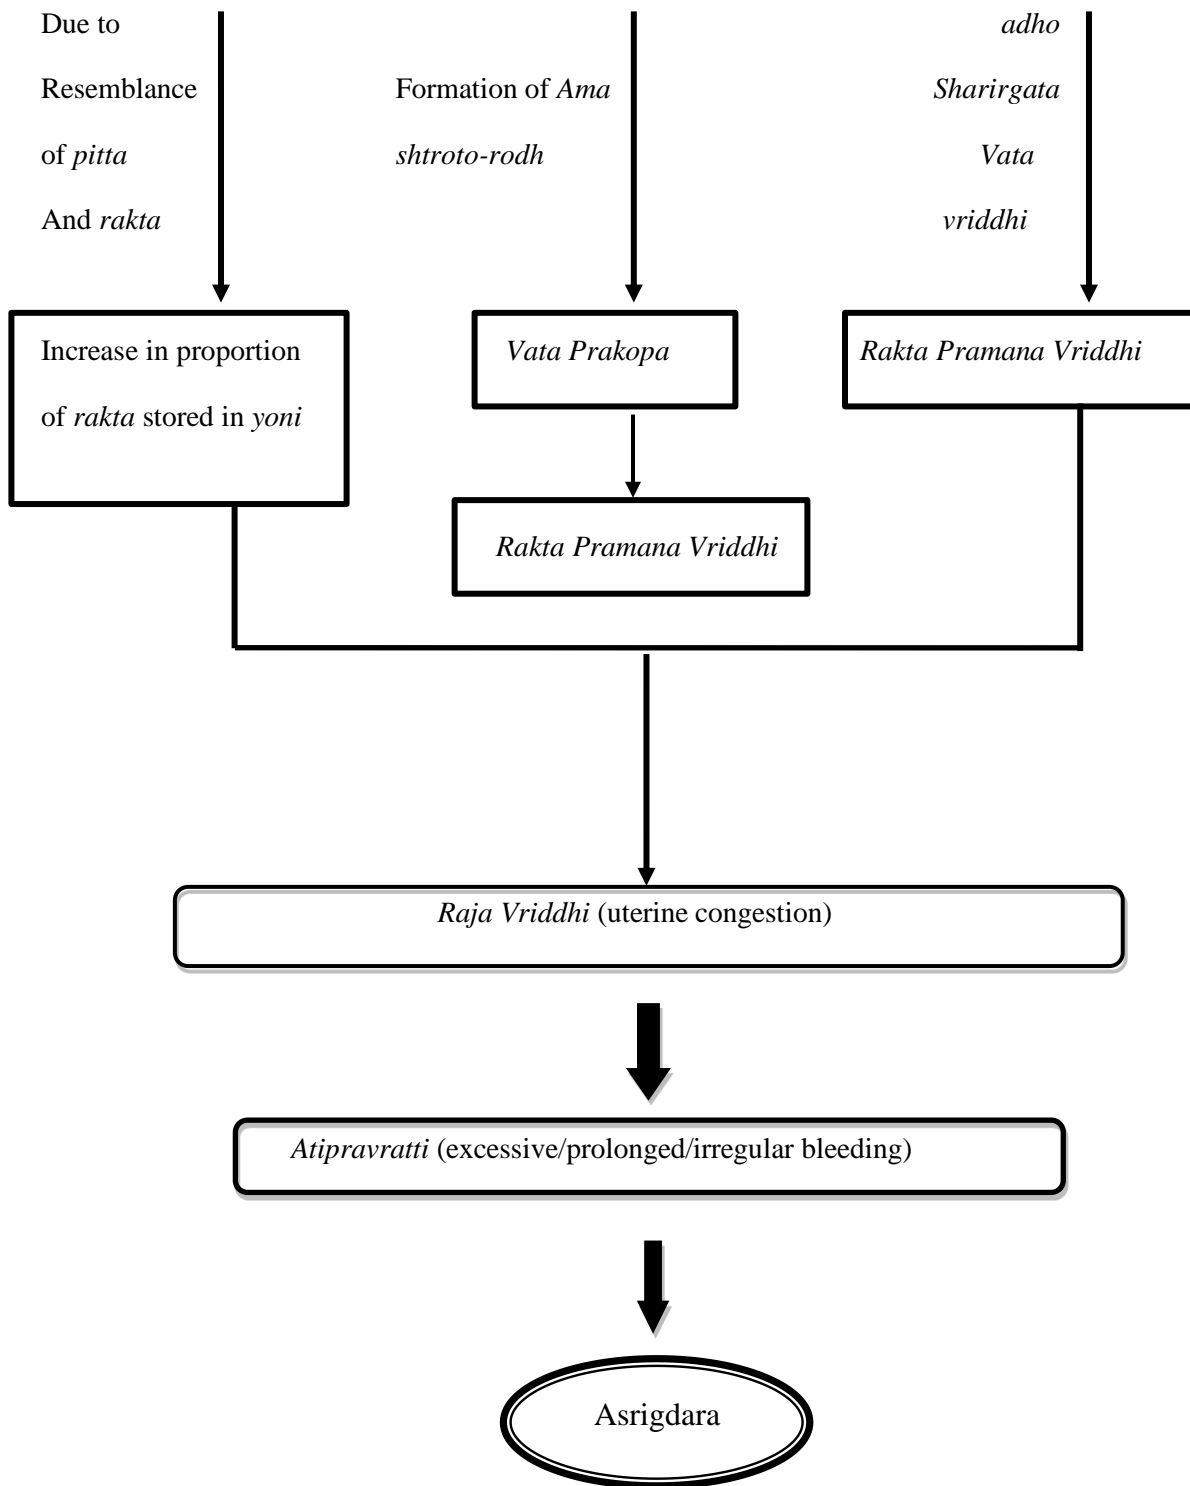 Due to
Resemblance
of pitta
And rakta
Formation of Ama
shtroto-rodh
adho
Sharirgata
Vata
vriddhi
Increase in proportion
of rakta stored in yoni
Vata Prakopa
Rakta Pramana Vriddhi
Rakta Pramana Vriddhi
Raja Vriddhi (uterine congestion)
Atipravratti (excessive/prolonged/irregular bleeding)
Asrigdara